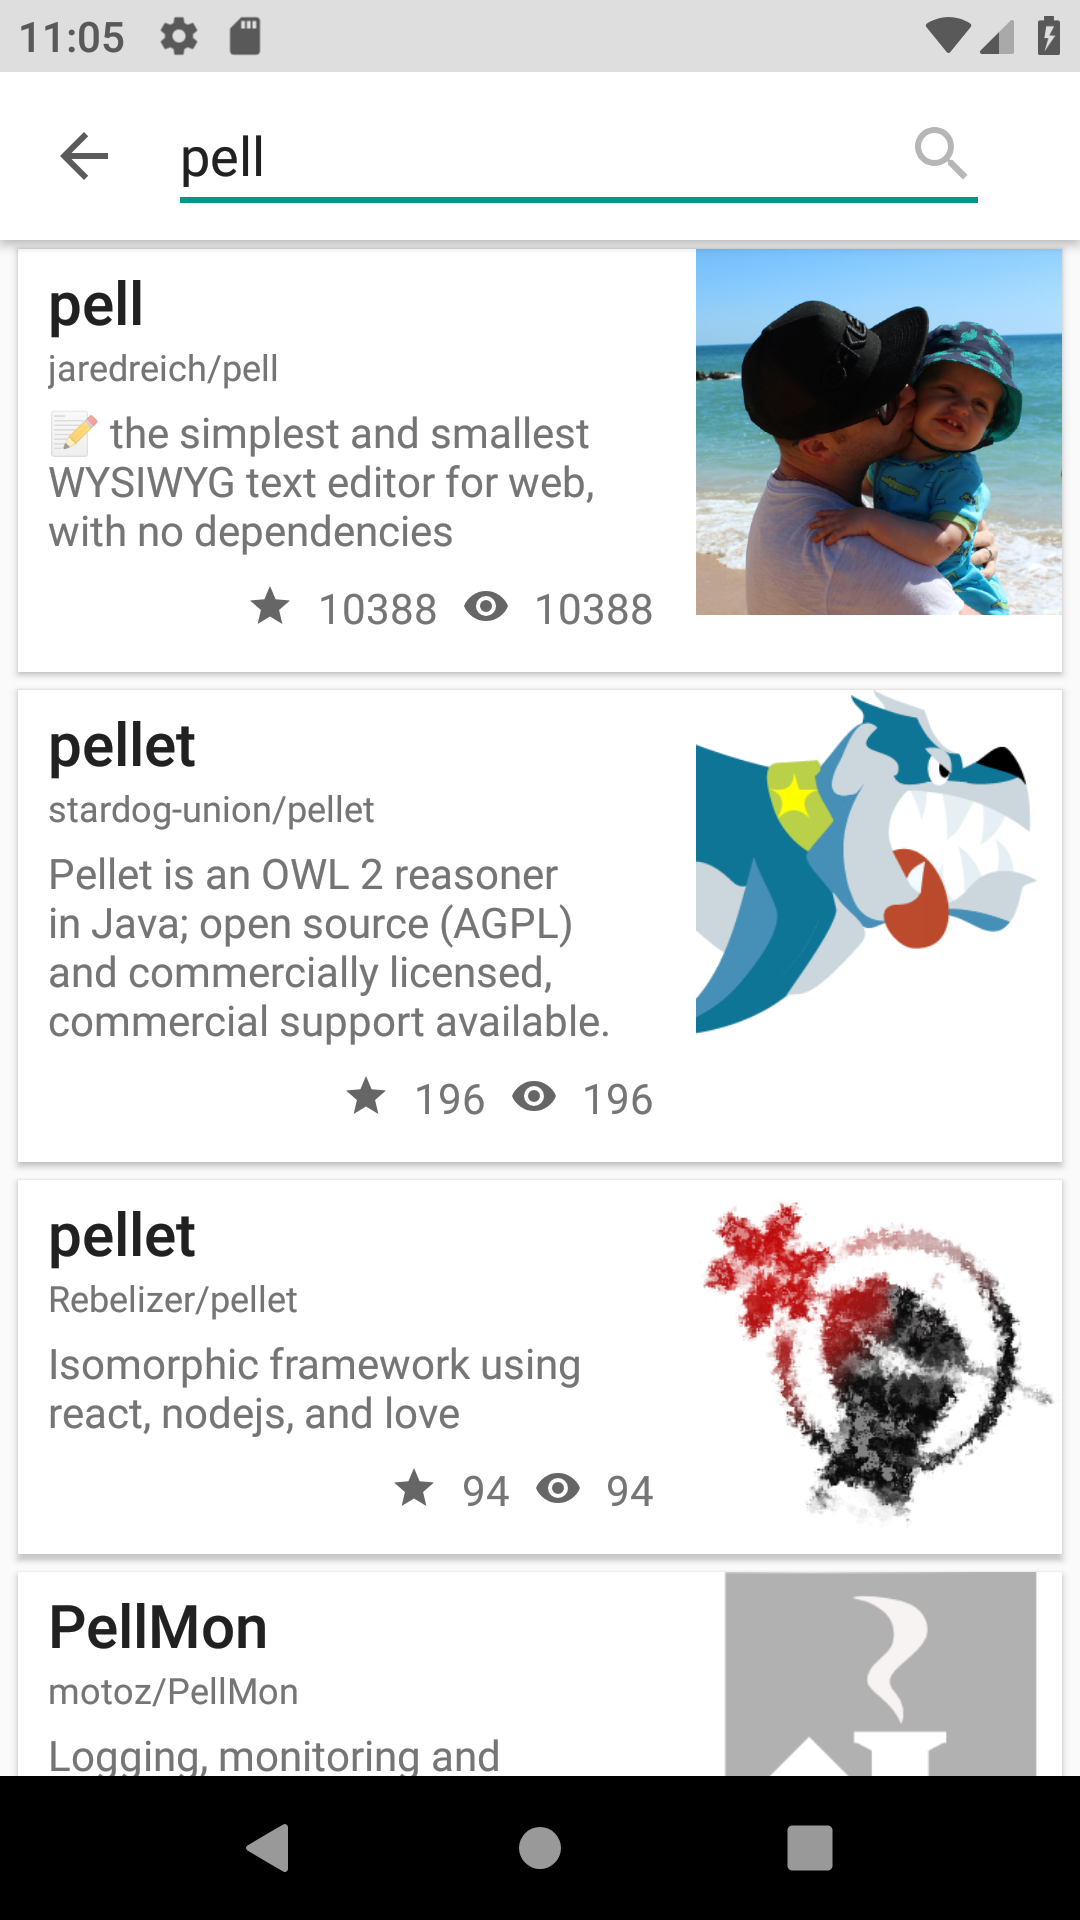 11:05
pell
pell
jaredreich/pell
📝 the simplest and smallest
WYSIWYG text editor for web,
with no dependencies
10388 10388
pellet
stardog-union/pellet
Pellet is an OWL 2 reasoner
in Java; open source (AGPL)
and commercially licensed,
commercial support available.
196 196
pellet
Rebelizer/pellet
Isomorphic framework using
react, nodejs, and love
94 94
PellMon
motoz/PellMon
Logging, monitoring and